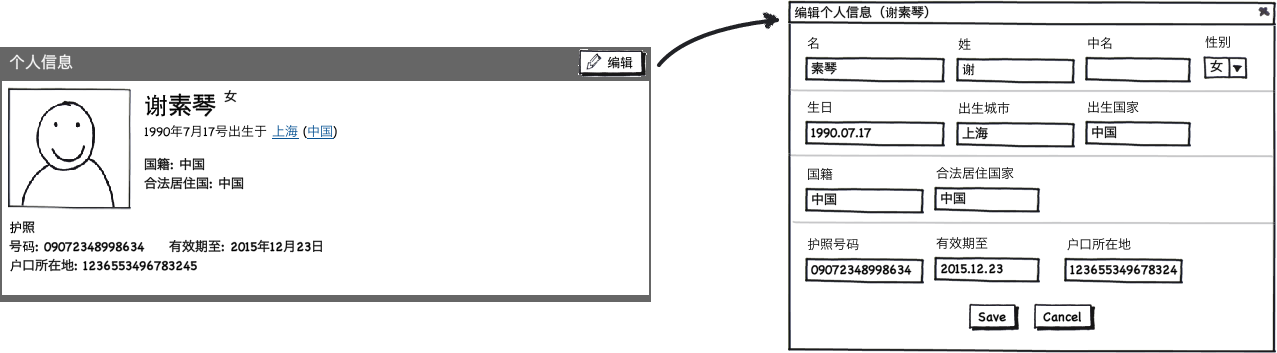 个人信息
编辑
谢素琴 女
1990年7月17号出生于 上海 (中国)
国籍: 中国
合法居住国: 中国
护照
号码: 09072348998634 有效期至: 2015年12月23日
户口所在地: 1236553496783245
编辑个人信息（谢素琴）
名 姓 中名 性别
素琴 谢 女
生日 出生城市 出生国家
1990.07.17 上海 中国
国籍 合法居住国家
中国 中国
护照号码 有效期至 户口所在地
09072348998634 2015.12.23 123655349678324
Save Cancel